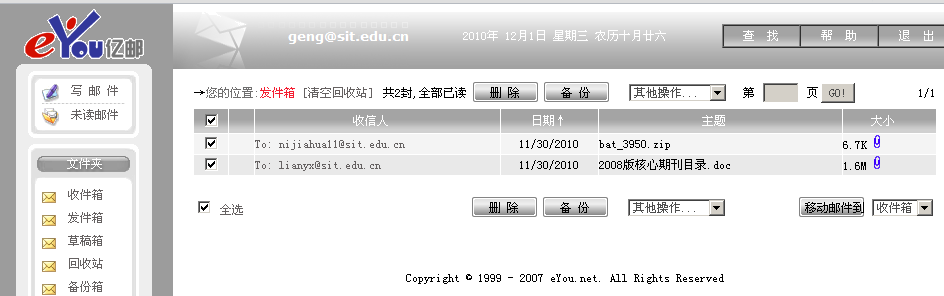 eYou亿邮
geng@sit.edu.cn
2010年 12月1日 星期三 农历十月廿六
查 找
帮 助
退 出
写 邮 件
未读邮件
文件夹
收件箱
发件箱
草稿箱
回收站
备份箱
→您的位置:发件箱 [清空回收站] 共2封,全部已读 删 除 备 份 其他操作... 第 页 GO! 1/1
收信人 日期↑ 主题 大小
To: nijiahua11@sit.edu.cn 11/30/2010 bat_3950.zip 6.7K
To: lianyx@sit.edu.cn 11/30/2010 2008版核心期刊目录.doc 1.6M
全选 删 除 备 份 其他操作... 移动邮件到 收件箱
Copyright © 1999 - 2007 eYou.net. All Rights Reserved